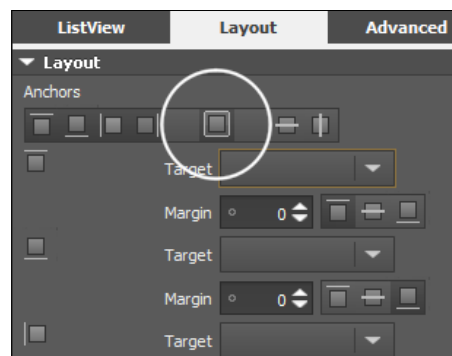 ListView Layout Advanced
Layout
Anchors
Target
Margin 0
Target
Margin 0
Target